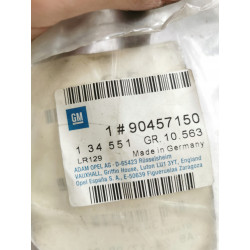 GM
1 # 90457150
1 34 551 GR. 10.563
LR129 Made in Germany
ADAM OPEL AG · D-65423 Rüsselsheim
VAUXHALL, Griffin House, Luton LU1 3YT, England
Opel España S. A., E-50639 Figueruelas Zaragoza